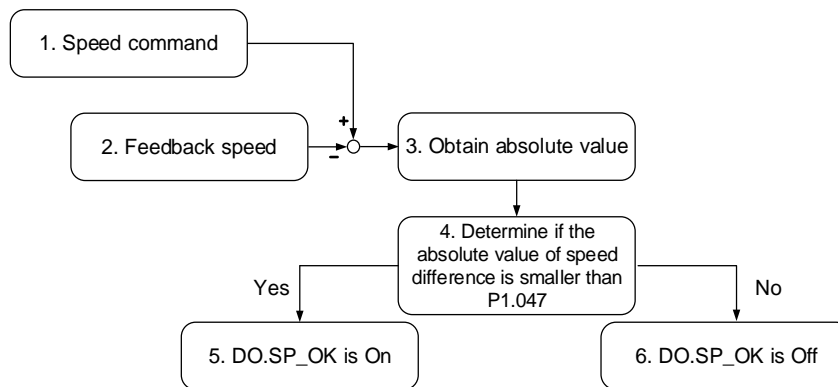 1. Speed command
+
2. Feedback speed
−
3. Obtain absolute value
4. Determine if the
absolute value of speed
difference is smaller than
P1.047
Yes
No
5. DO.SP_OK is On
6. DO.SP_OK is Off